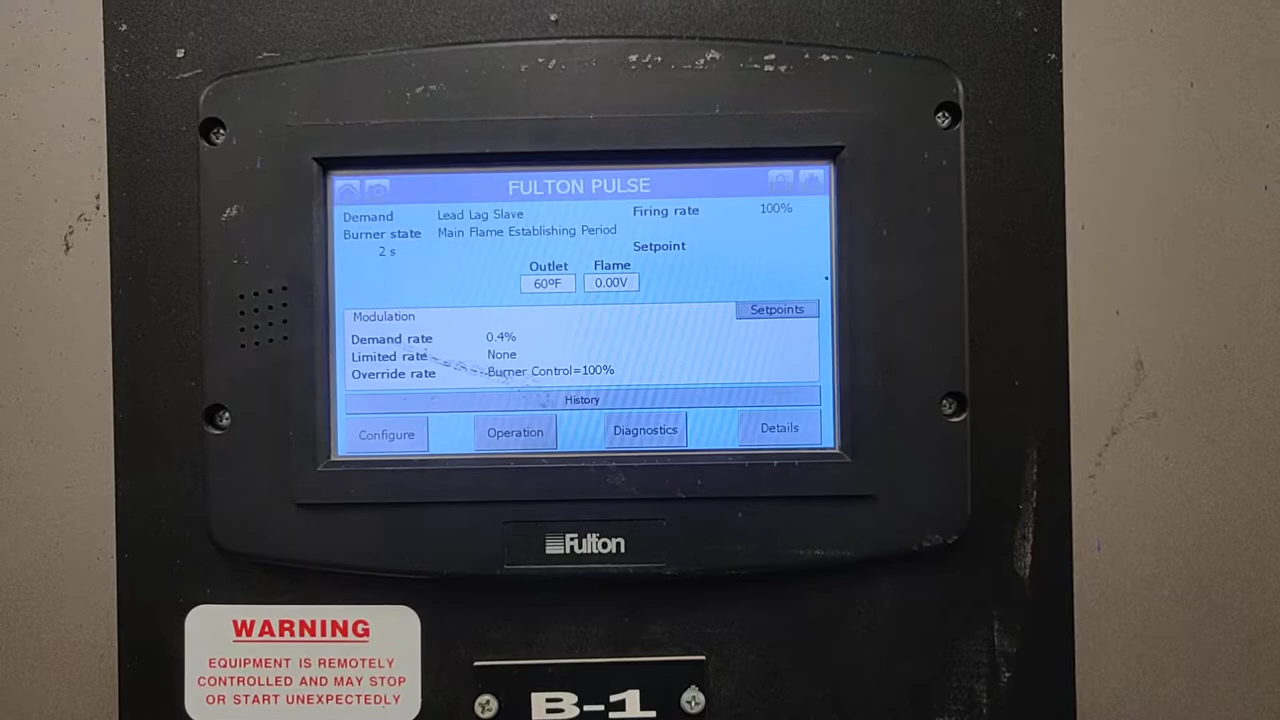 FULTON PULSE
Demand Lead Lag Slave Firing rate 100%
Burner state Main Flame Establishing Period
2 s Setpoint
Outlet Flame
60ºF 0.00V
Modulation Setpoints
Demand rate 0.4%
Limited rate None
Override rate Burner Control=100%
History
Configure Operation Diagnostics Details
Fulton
WARNING
EQUIPMENT IS REMOTELY
CONTROLLED AND MAY STOP
OR START UNEXPECTEDLY
B-1